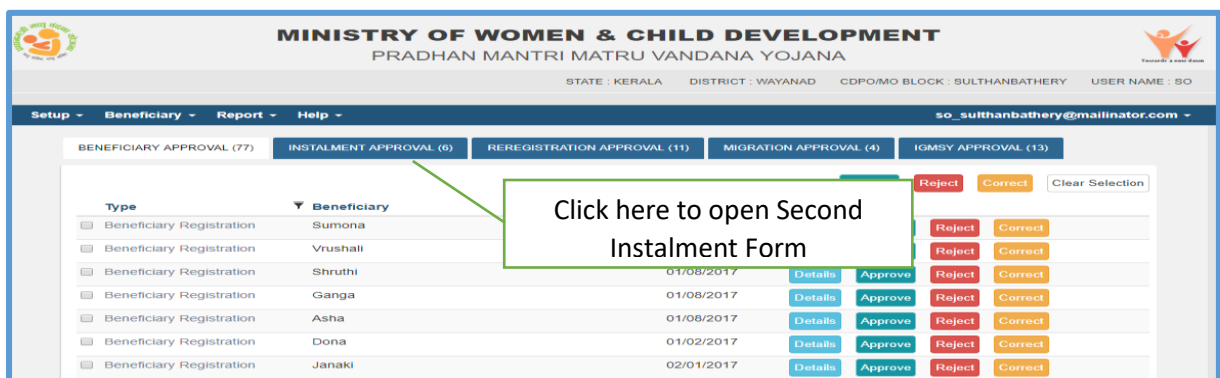 MINISTRY OF WOMEN & CHILD DEVELOPMENT
PRADHAN MANTRI MATRU VANDANA YOJANA
STATE : KERALA DISTRICT : WAYANAD CDPO/MO BLOCK : SULTHANBATHERY USER NAME : SO
Setup Beneficiary Report Help so_sulthanbathery@mailinator.com
BENEFICIARY APPROVAL (77) INSTALMENT APPROVAL (6) REREGISTRATION APPROVAL (11) MIGRATION APPROVAL (4) IGMSY APPROVAL (13)
Reject Correct Clear Selection
Type Beneficiary
Click here to open Second
Instalment Form
Beneficiary Registration Sumona Reject Correct
Beneficiary Registration Vrushali Reject Correct
Beneficiary Registration Shruthi 01/08/2017 Details Approve Reject Correct
Beneficiary Registration Ganga 01/08/2017 Details Approve Reject Correct
Beneficiary Registration Asha 01/08/2017 Details Approve Reject Correct
Beneficiary Registration Dona 01/02/2017 Details Approve Reject Correct
Beneficiary Registration Janaki 02/01/2017 Details Approve Reject Correct